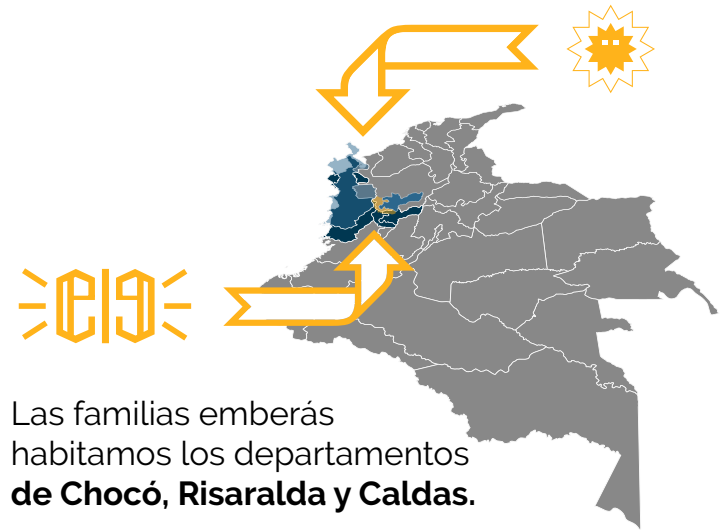 Las familias emberás
habitamos los departamentos
de Chocó, Risaralda y Caldas.